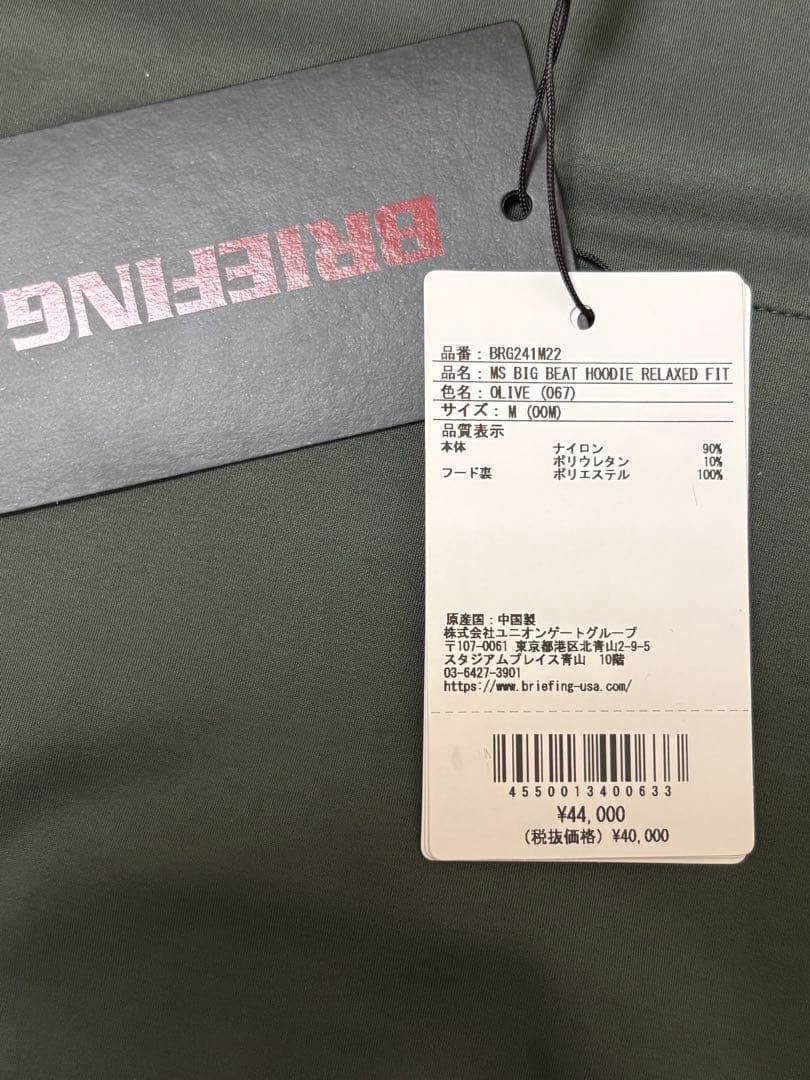 BRIEFING
品番 : BRG241M22
品名 : MS BIG BEAT HOODIE RELAXED FIT
色名 : OLIVE (067)
サイズ : M (00M)
品質表示
本体 ナイロン 90%
ポリウレタン 10%
フード裏 ポリエステル 100%
原産国 : 中国製
株式会社ユニオンゲートグループ
〒107-0061 東京都港区北青山2-9-5
スタジアムプレイス青山 10階
03-6427-3901
https://www.briefing-usa.com/
4550013400633
¥44,000
(税抜価格) ¥40,000